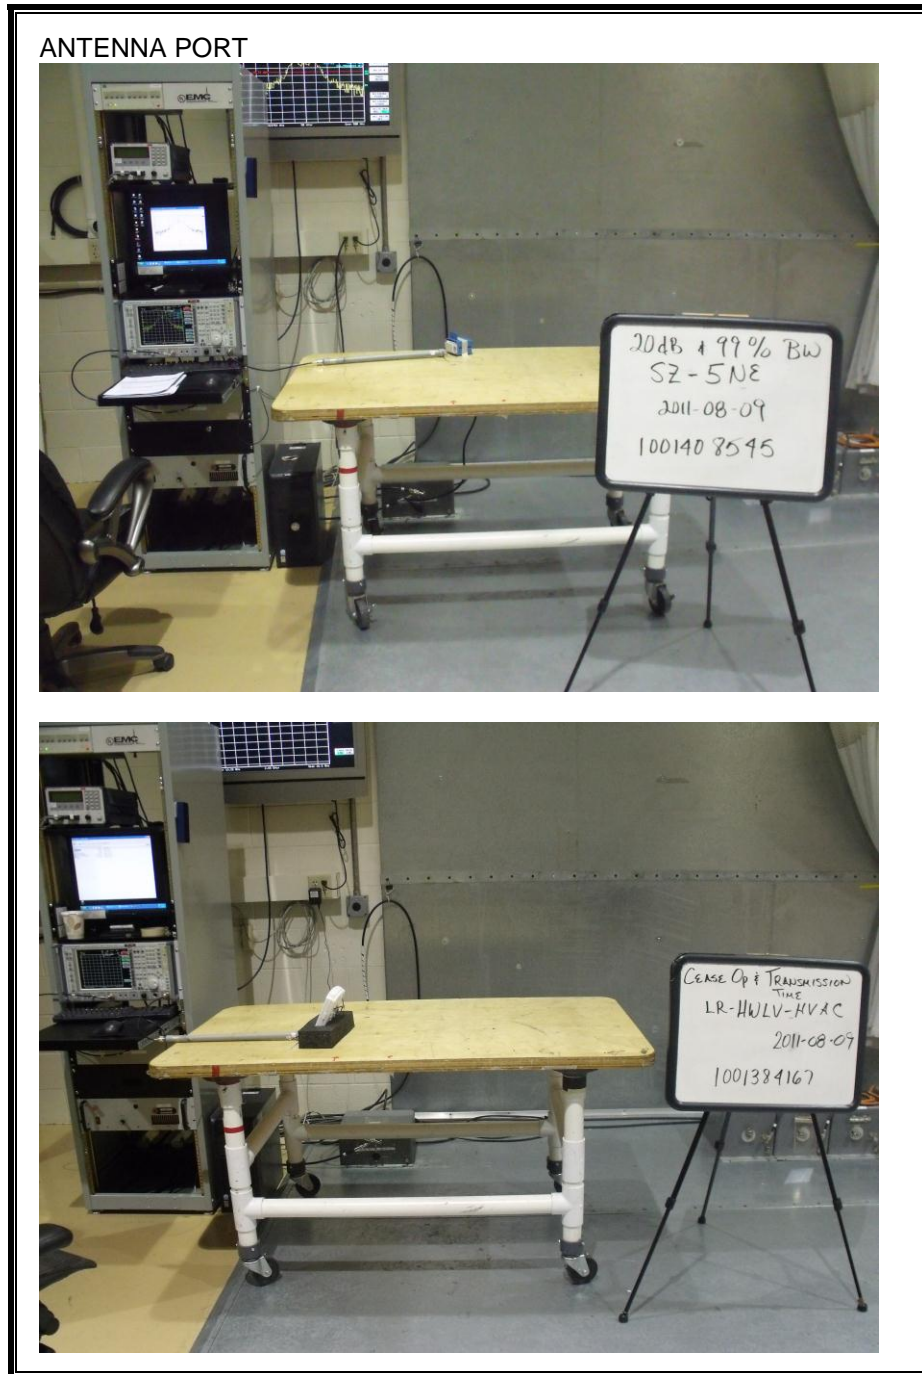 ANTENNA PORT
EMC
20dB & 99% BW
SZ-5NE
2011-08-09
1001408545
EMC
CEASE Op & TRANSMISSION
TIME
LR-HWLV-HVAC
2011-08-09
1001384167